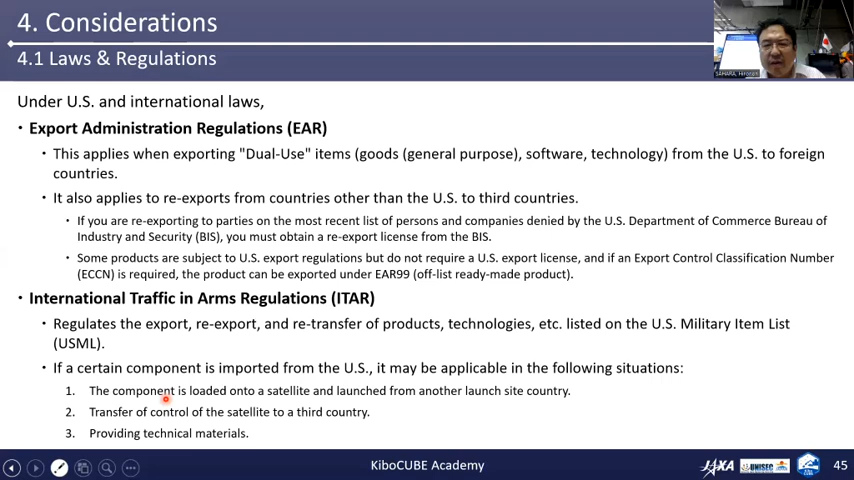 4. Considerations
4.1 Laws & Regulations
SAHARA, Hironori
Under U.S. and international laws,
• Export Administration Regulations (EAR)
• This applies when exporting "Dual-Use" items (goods (general purpose), software, technology) from the U.S. to foreign
countries.
• It also applies to re-exports from countries other than the U.S. to third countries.
• If you are re-exporting to parties on the most recent list of persons and companies denied by the U.S. Department of Commerce Bureau of
Industry and Security (BIS), you must obtain a re-export license from the BIS.
• Some products are subject to U.S. export regulations but do not require a U.S. export license, and if an Export Control Classification Number
(ECCN) is required, the product can be exported under EAR99 (off-list ready-made product).
• International Traffic in Arms Regulations (ITAR)
• Regulates the export, re-export, and re-transfer of products, technologies, etc. listed on the U.S. Military Item List
(USML).
• If a certain component is imported from the U.S., it may be applicable in the following situations:
1. The component is loaded onto a satellite and launched from another launch site country.
2. Transfer of control of the satellite to a third country.
3. Providing technical materials.
KiboCUBE Academy
JAXA
UNISEC
45